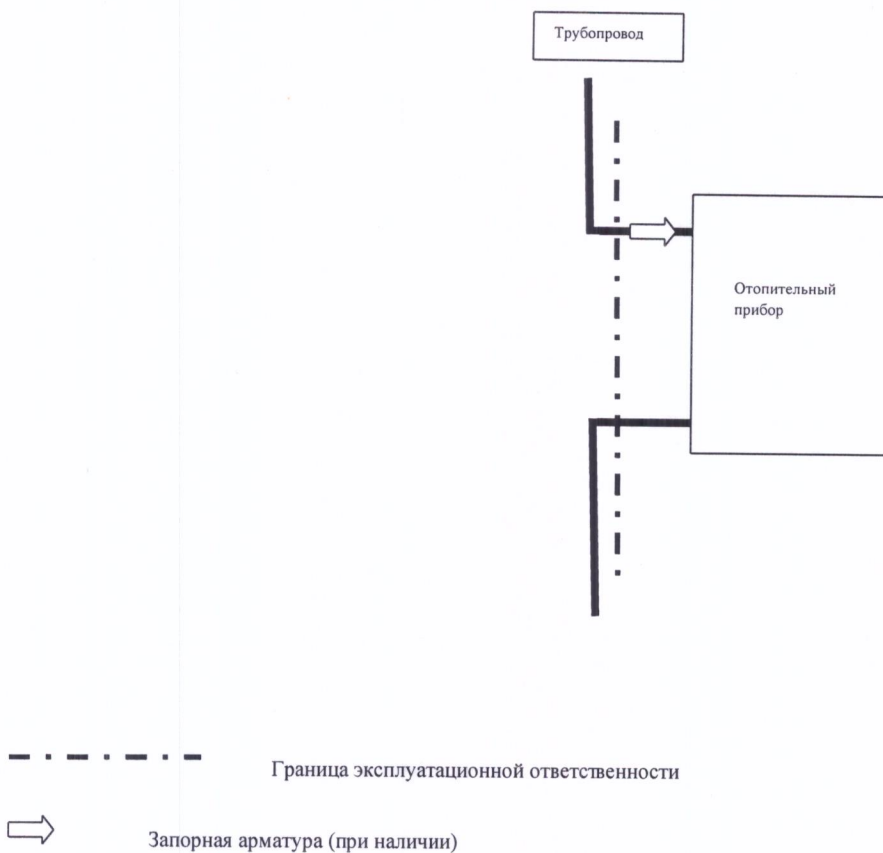 Трубопровод
Отопительный
прибор
Граница эксплуатационной ответственности
Запорная арматура (при наличии)